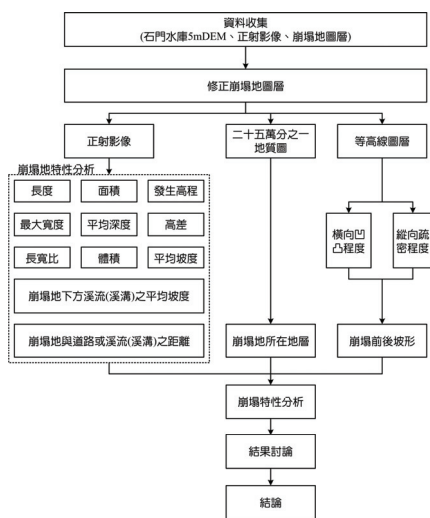 資料收集
(石門水庫5mDEM、正射影像、崩塌地圖層)
修正崩塌地圖層
正射影像
二十五萬分之一
地質圖
等高線圖層
崩塌地特性分析
長度
面積
發生高程
最大寬度
平均深度
高差
長寬比
體積
平均坡度
崩塌地下方溪流(溪溝)之平均坡度
崩塌地與道路或溪流(溪溝)之距離
橫向凹
凸程度
縱向疏
密程度
崩塌地所在地層
崩塌前後坡形
崩塌特性分析
結果討論
結論